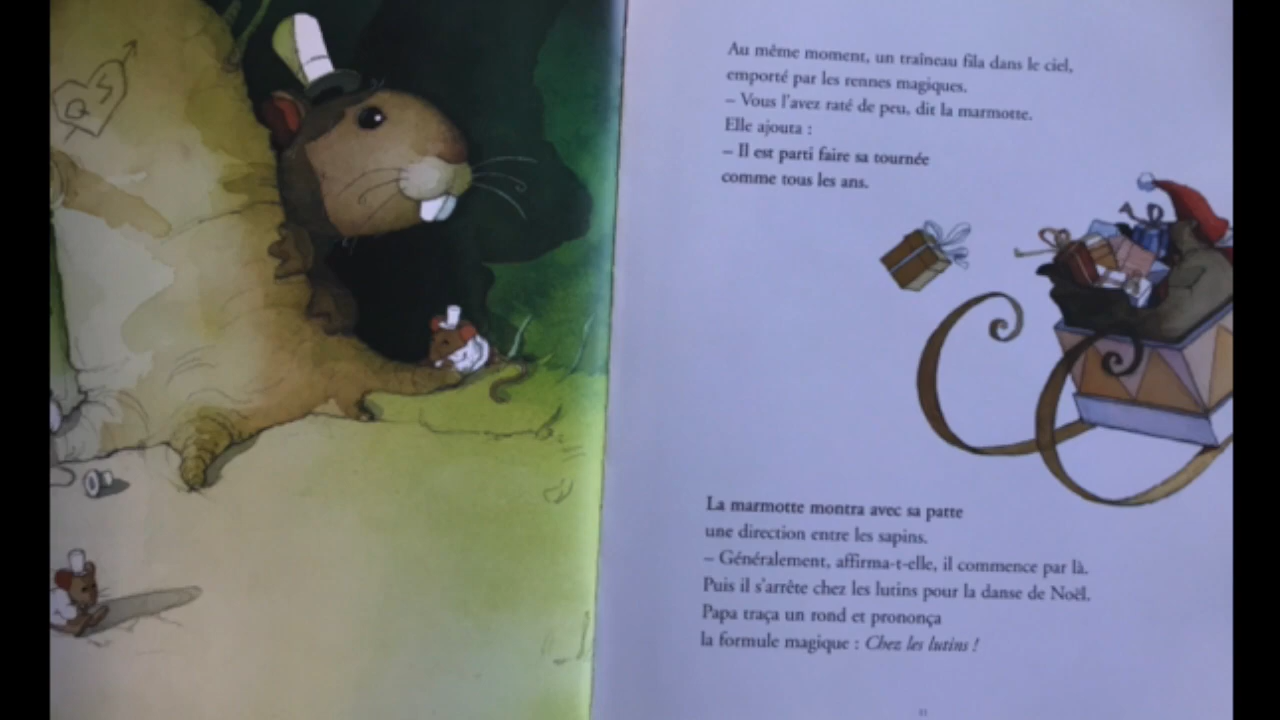 Q S
Au même moment, un traîneau fila dans le ciel,
emporté par les rennes magiques.
– Vous l'avez raté de peu, dit la marmotte.
Elle ajouta :
– Il est parti faire sa tournée
comme tous les ans.
La marmotte montra avec sa patte
une direction entre les sapins.
– Généralement, affirma-t-elle, il commence par là.
Puis il s'arrête chez les lutins pour la danse de Noël.
Papa traça un rond et prononça
la formule magique : Chez les lutins !